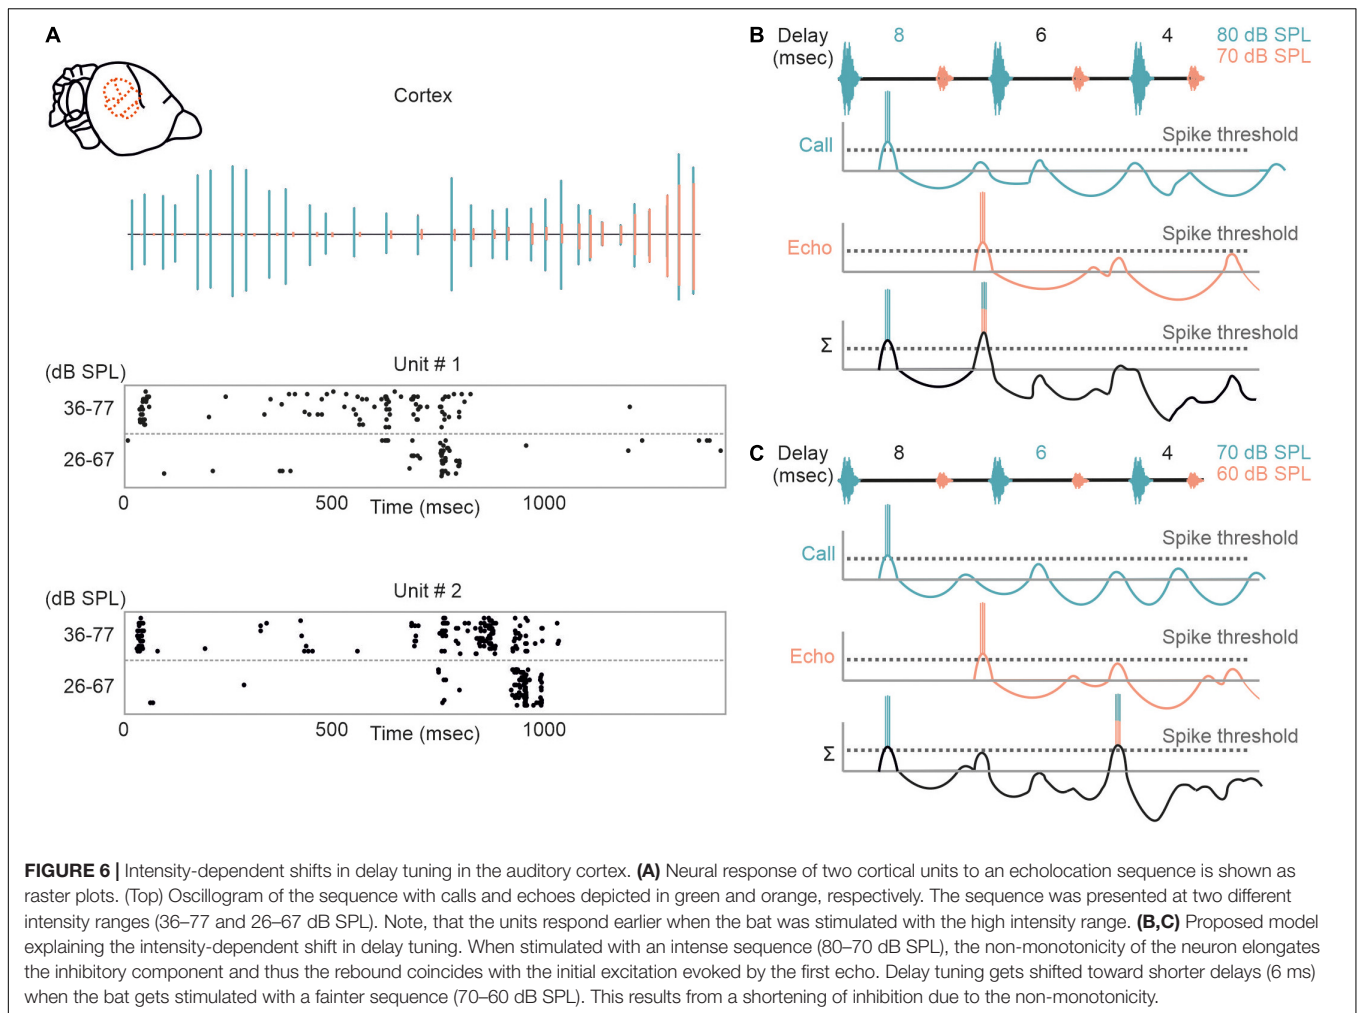 A
Cortex
(dB SPL)
Unit # 1
36-77
26-67
0
500
Time (msec)
1000
(dB SPL)
Unit # 2
36-77
26-67
0
500
Time (msec)
1000
B
Delay
(msec)
8
6
4
80 dB SPL
70 dB SPL
Call
Spike threshold
Echo
Spike threshold
Σ
Spike threshold
C
Delay
(msec)
8
6
4
70 dB SPL
60 dB SPL
Call
Spike threshold
Echo
Spike threshold
Σ
Spike threshold
FIGURE 6 | Intensity-dependent shifts in delay tuning in the auditory cortex. (A) Neural response of two cortical units to an echolocation sequence is shown as
raster plots. (Top) Oscillogram of the sequence with calls and echoes depicted in green and orange, respectively. The sequence was presented at two different
intensity ranges (36–77 and 26–67 dB SPL). Note, that the units respond earlier when the bat was stimulated with the high intensity range. (B,C) Proposed model
explaining the intensity-dependent shift in delay tuning. When stimulated with an intense sequence (80–70 dB SPL), the non-monotonicity of the neuron elongates
the inhibitory component and thus the rebound coincides with the initial excitation evoked by the first echo. Delay tuning gets shifted toward shorter delays (6 ms)
when the bat gets stimulated with a fainter sequence (70–60 dB SPL). This results from a shortening of inhibition due to the non-monotonicity.